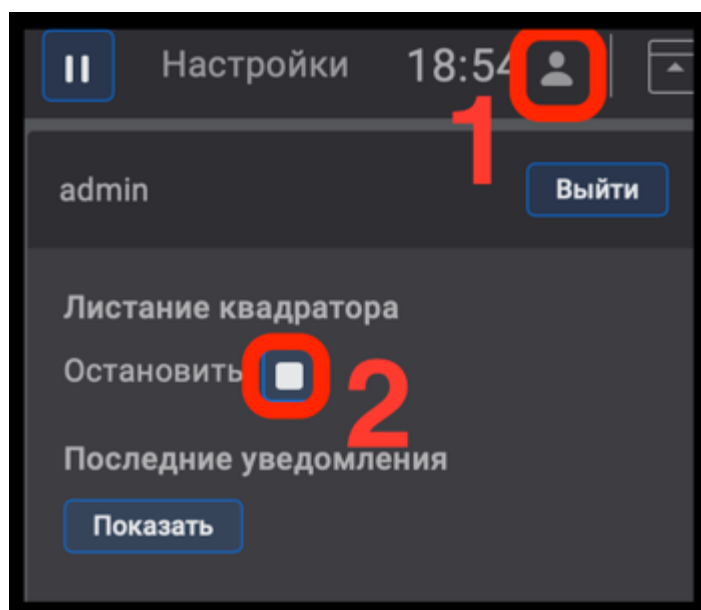 Настройки 18:54
1
admin Выйти
Листание квадратора
Остановить
2
Последние уведомления
Показать